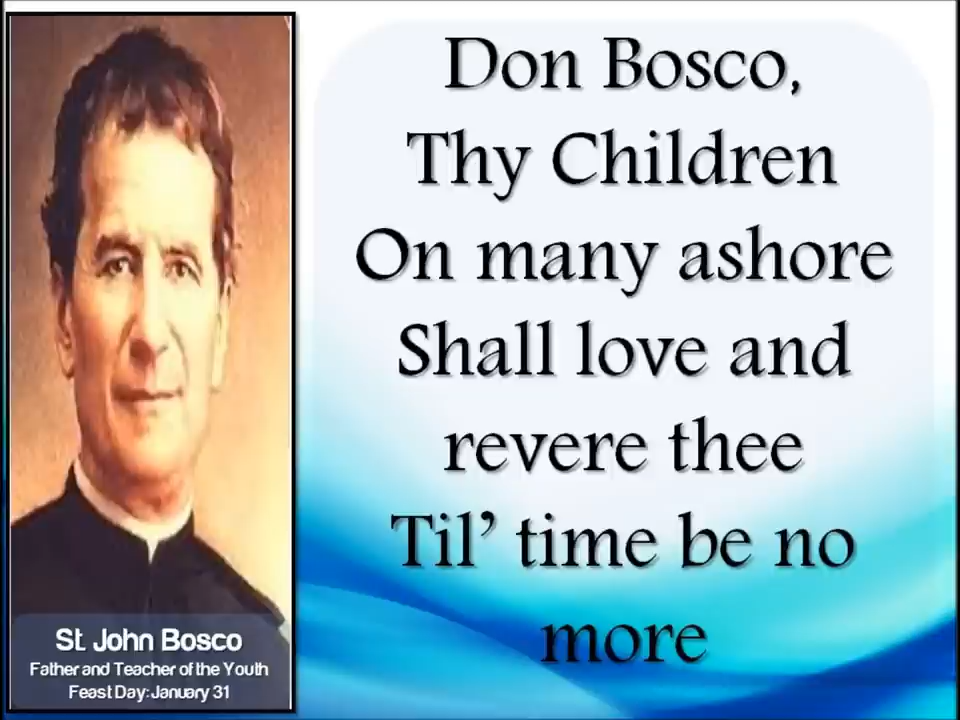 Don Bosco,
Thy Children
On many ashore
Shall love and
revere thee
Til' time be no
more
St. John Bosco
Father and Teacher of the Youth
Feast Day: January 31